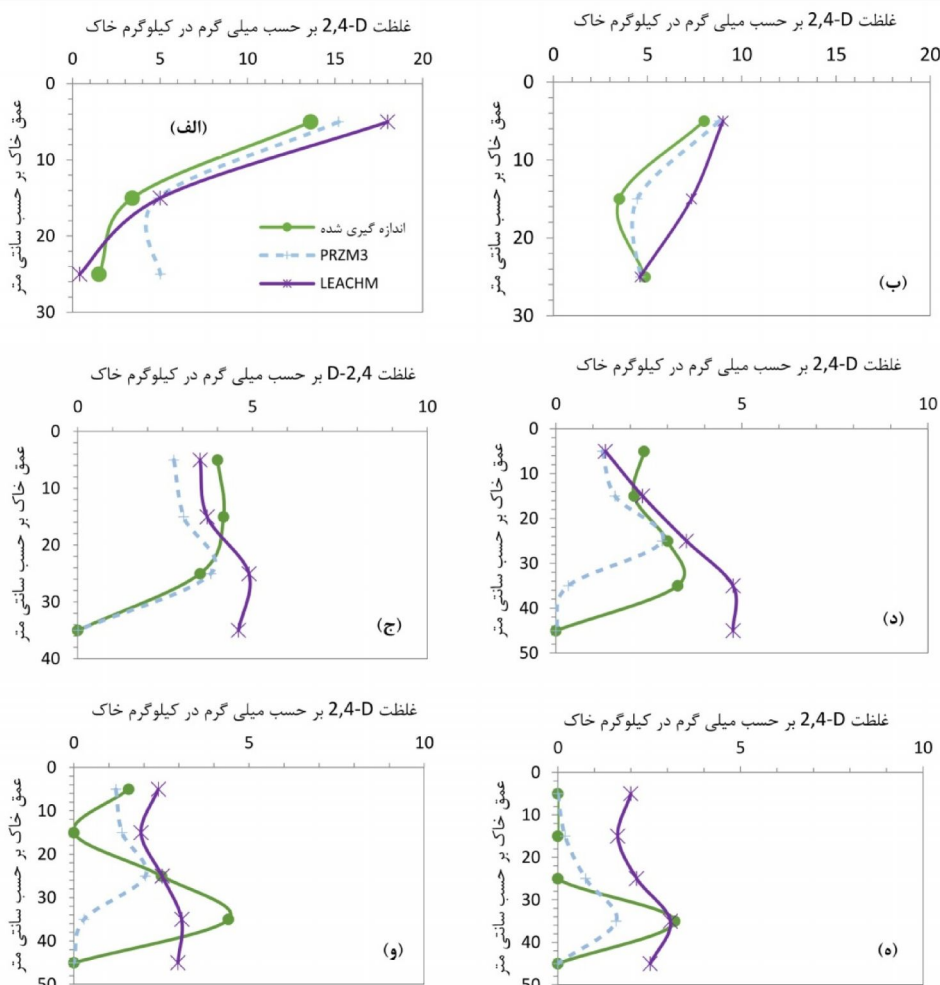 غلظت 2,4-D بر حسب میلی گرم در کیلوگرم خاک
0 5 10 15 20
عمق خاک بر حسب سانتی متر
0
10
20
30
(الف)
اندازه گیری شده
PRZM3
LEACHM
غلظت 2,4-D بر حسب میلی گرم در کیلوگرم خاک
0 5 10 15 20
عمق خاک بر حسب سانتی متر
0
10
20
30
(ب)
غلظت D-2,4 بر حسب میلی گرم در کیلوگرم خاک
0 5 10
عمق خاک بر حسب سانتی متر
0
10
20
30
40
(ج)
غلظت 2,4-D بر حسب میلی گرم در کیلوگرم خاک
0 5 10
عمق خاک بر حسب سانتی متر
0
10
20
30
40
50
(د)
غلظت 2,4-D بر حسب میلی گرم در کیلوگرم خاک
0 5 10
عمق خاک بر حسب سانتی متر
0
10
20
30
40
50
(و)
غلظت 2,4-D بر حسب میلی گرم در کیلوگرم خاک
0 5 10
عمق خاک بر حسب سانتی متر
0
10
20
30
40
50
(ه)